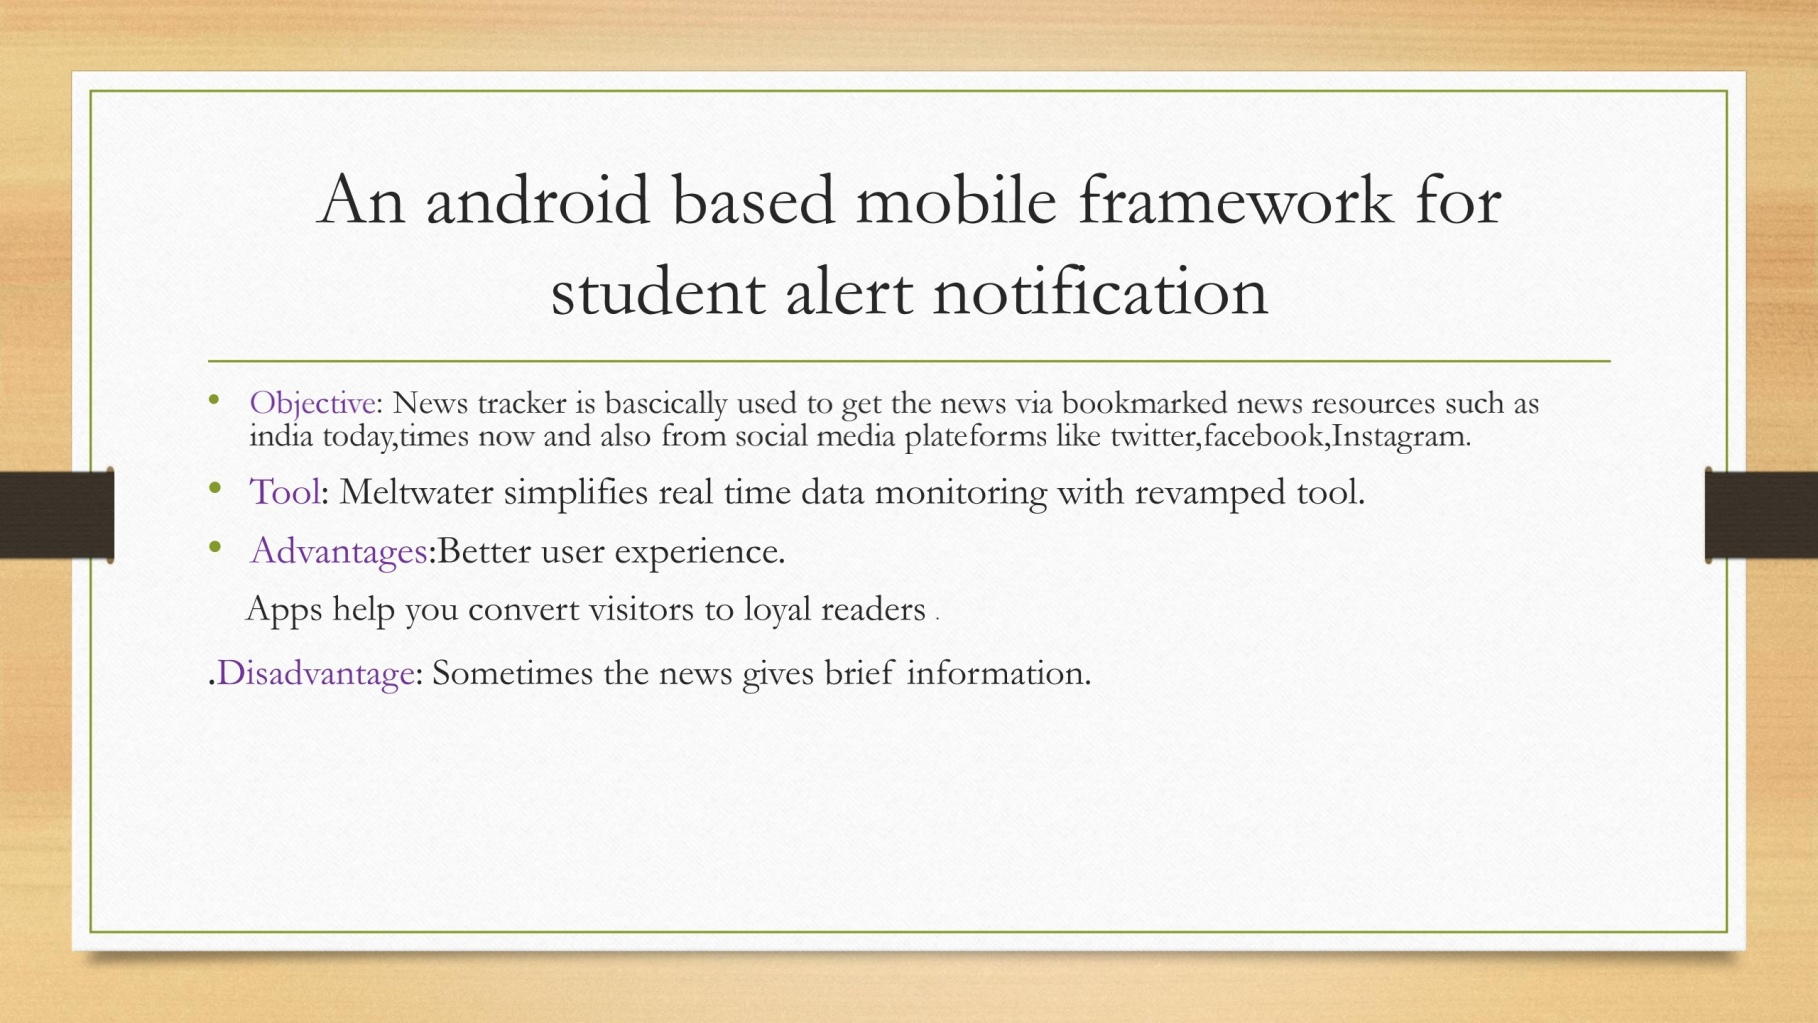 An android based mobile framework for
student alert notification
• Objective: News tracker is bascically used to get the news via bookmarked news resources such as
india today,times now and also from social media plateforms like twitter,facebook,Instagram.
• Tool: Meltwater simplifies real time data monitoring with revamped tool.
• Advantages:Better user experience.
Apps help you convert visitors to loyal readers .
.Disadvantage: Sometimes the news gives brief information.